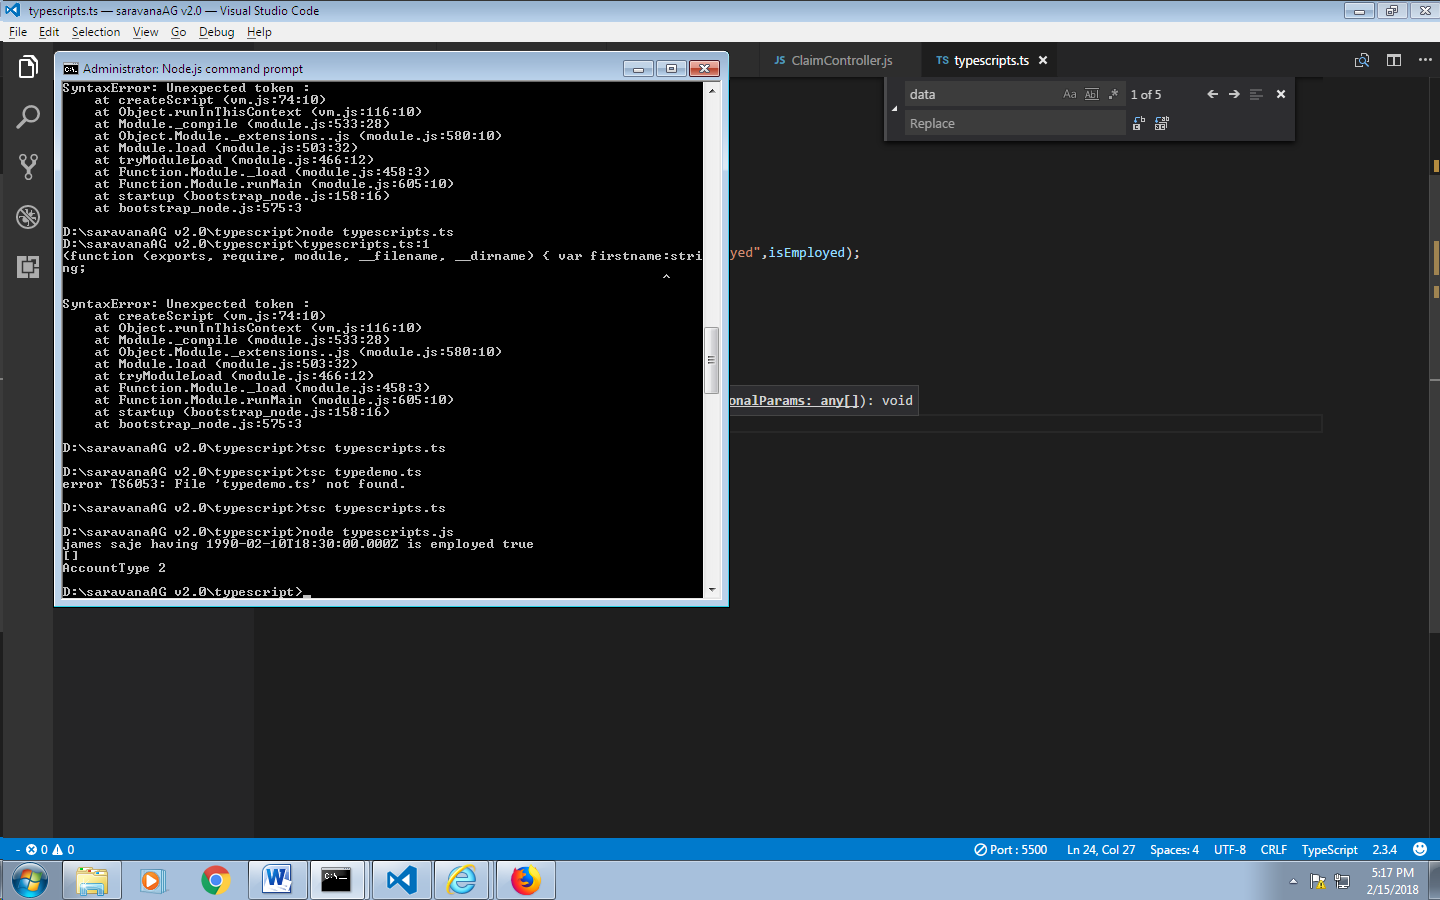 typescripts.ts — saravanaAG v2.0 — Visual Studio Code
File Edit Selection View Go Debug Help
JS ClaimController.js
TS typescripts.ts
data
Aa Abl .*
1 of 5
Replace
yed",isEmployed);
onalParams: any[]): void
Administrator: Node.js command prompt
SyntaxError: Unexpected token :
at createScript (vm.js:74:10)
at Object.runInThisContext (vm.js:116:10)
at Module._compile (module.js:533:28)
at Object.Module._extensions..js (module.js:580:10)
at Module.load (module.js:503:32)
at tryModuleLoad (module.js:466:12)
at Function.Module._load (module.js:458:3)
at Function.Module.runMain (module.js:605:10)
at startup (bootstrap_node.js:158:16)
at bootstrap_node.js:575:3
D:\saravanaAG v2.0\typescript>node typescripts.ts
D:\saravanaAG v2.0\typescript\typescripts.ts:1
(function (exports, require, module, __filename, __dirname) { var firstname:stri
ng;
^
SyntaxError: Unexpected token :
at createScript (vm.js:74:10)
at Object.runInThisContext (vm.js:116:10)
at Module._compile (module.js:533:28)
at Object.Module._extensions..js (module.js:580:10)
at Module.load (module.js:503:32)
at tryModuleLoad (module.js:466:12)
at Function.Module._load (module.js:458:3)
at Function.Module.runMain (module.js:605:10)
at startup (bootstrap_node.js:158:16)
at bootstrap_node.js:575:3
D:\saravanaAG v2.0\typescript>tsc typescripts.ts
D:\saravanaAG v2.0\typescript>tsc typedemo.ts
error TS6053: File 'typedemo.ts' not found.
D:\saravanaAG v2.0\typescript>tsc typescripts.ts
D:\saravanaAG v2.0\typescript>node typescripts.js
james saje having 1990-02-10T18:30:00.000Z is employed true
[]
AccountType 2
D:\saravanaAG v2.0\typescript>_
- 0 0
Port : 5500 Ln 24, Col 27 Spaces: 4 UTF-8 CRLF TypeScript 2.3.4
5:17 PM
2/15/2018